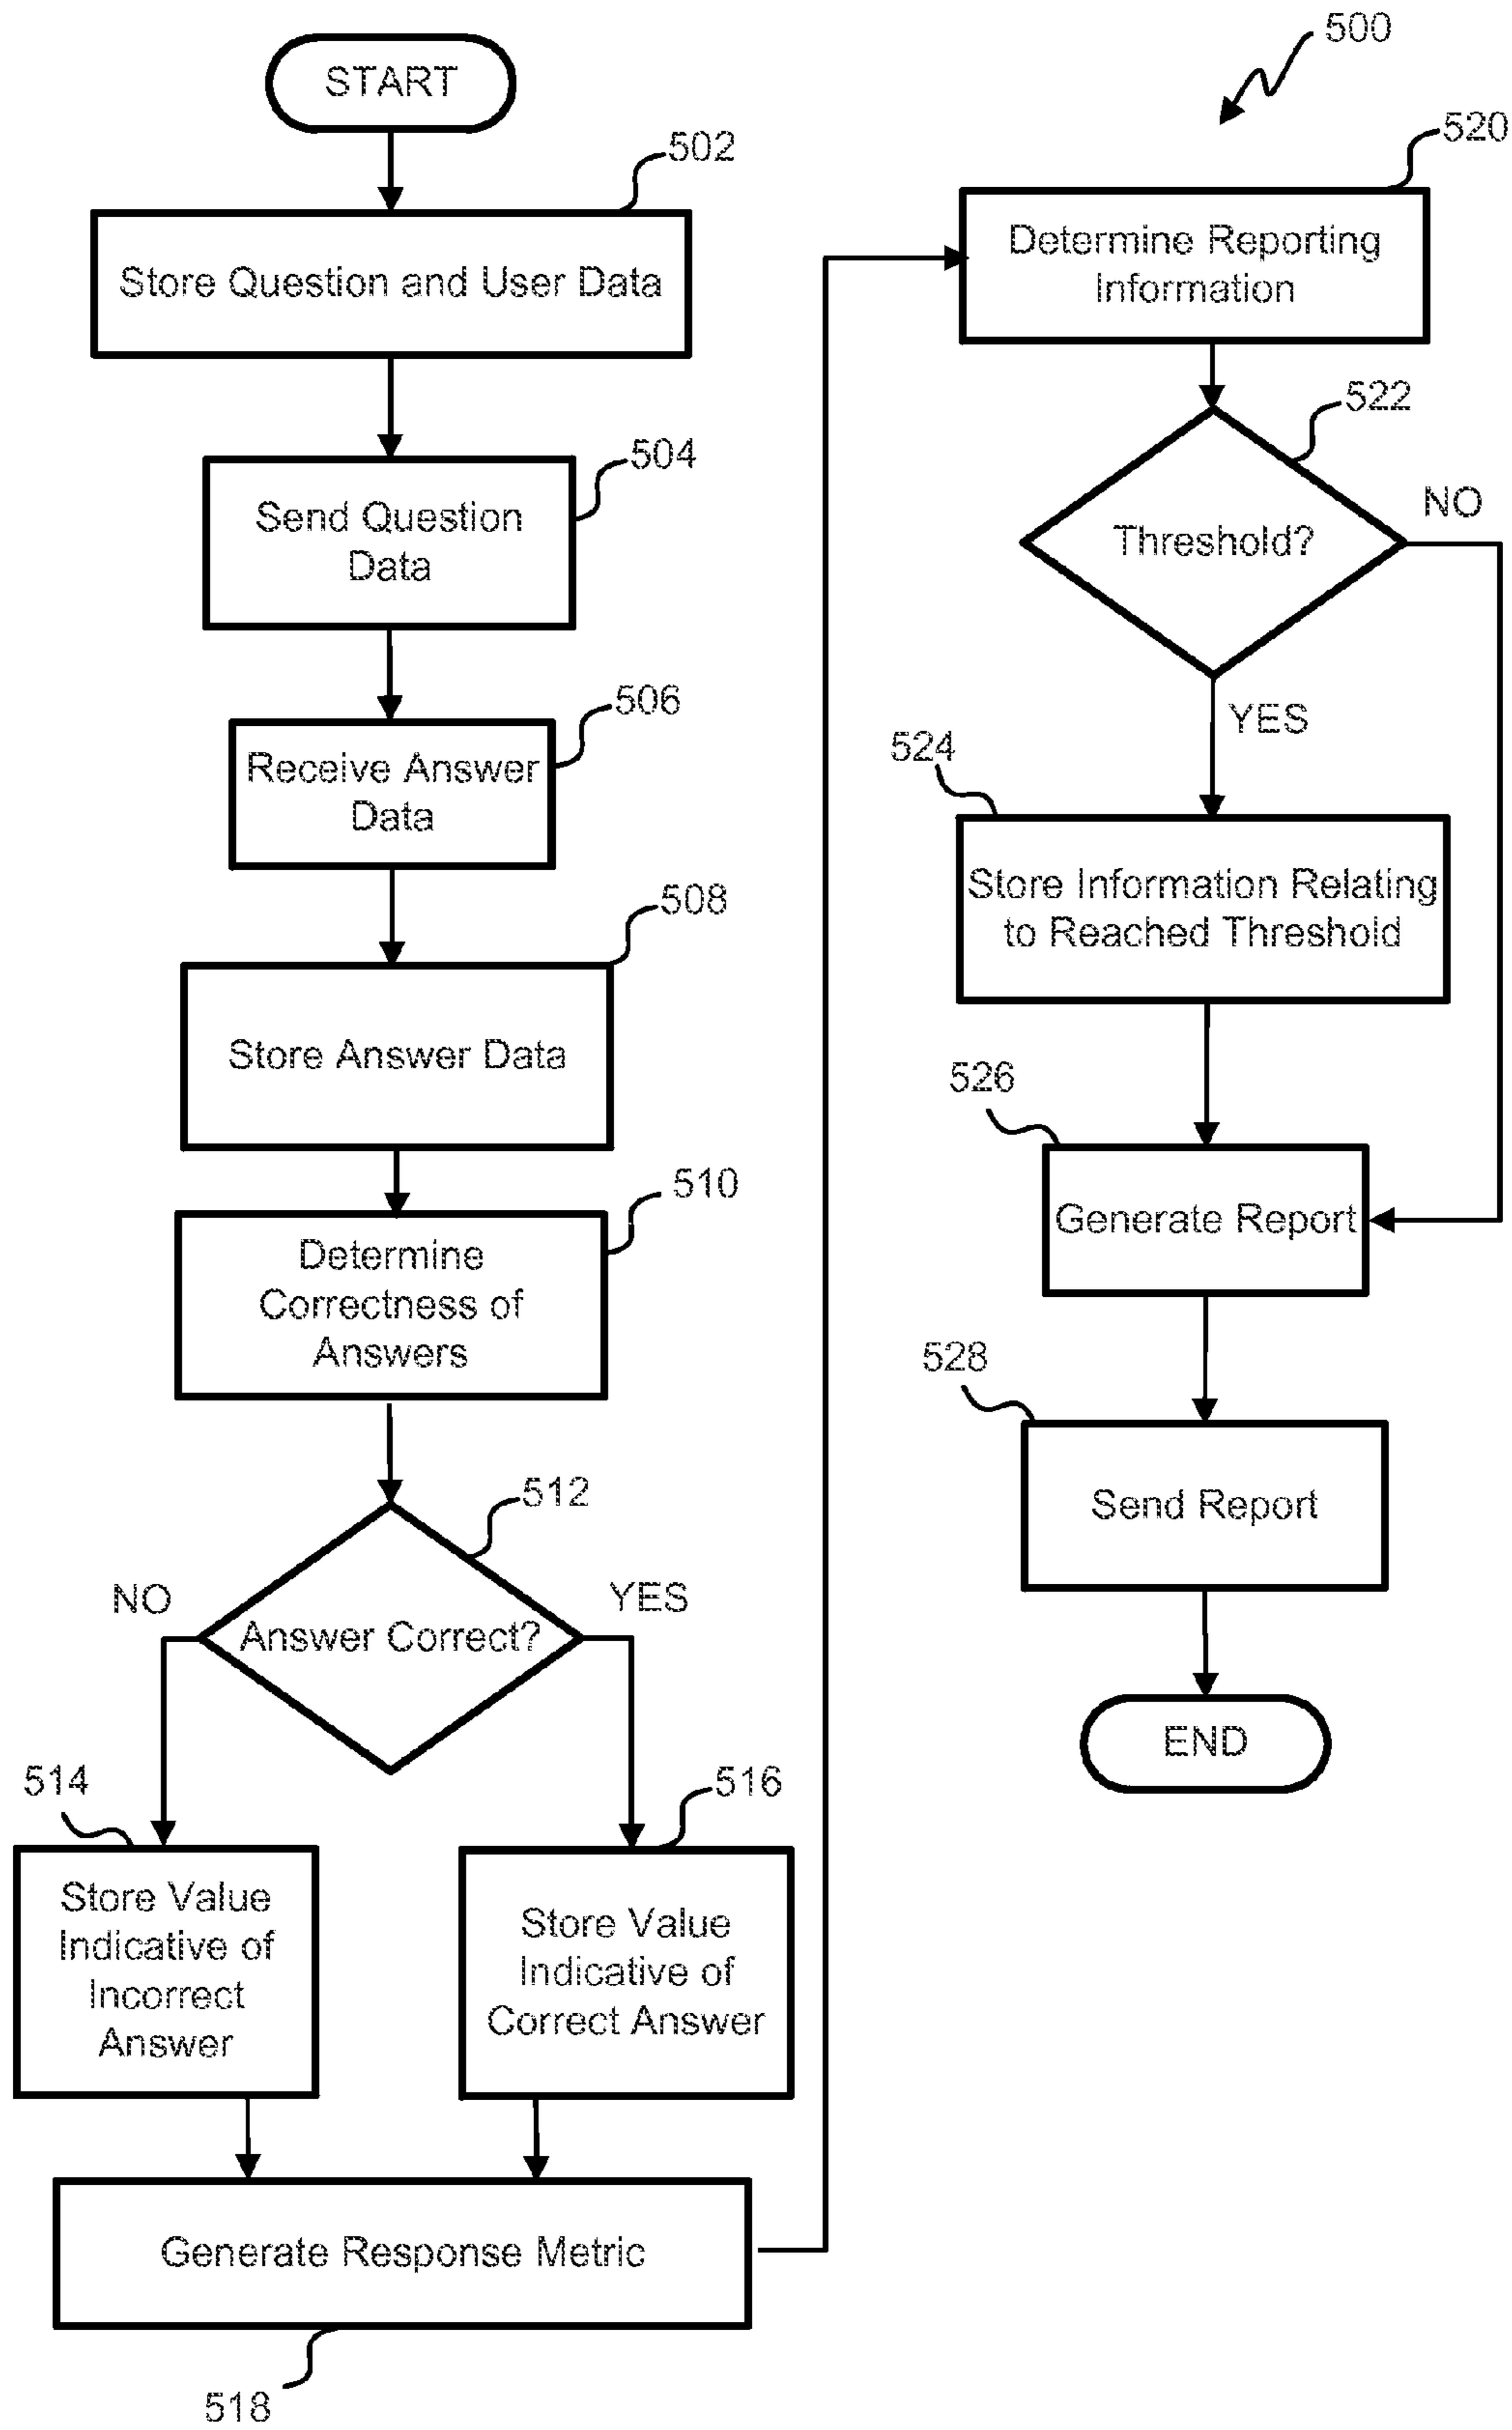 START
502
Store Question and User Data
504
Send Question
Data
506
Receive Answer
Data
508
Store Answer Data
510
Determine
Correctness of
Answers
512
Answer Correct?
NO
YES
514
Store Value
Indicative of
Incorrect
Answer
516
Store Value
Indicative of
Correct Answer
Generate Response Metric
518
500
520
Determine Reporting
Information
522
Threshold?
NO
YES
524
Store Information Relating
to Reached Threshold
526
Generate Report
528
Send Report
END